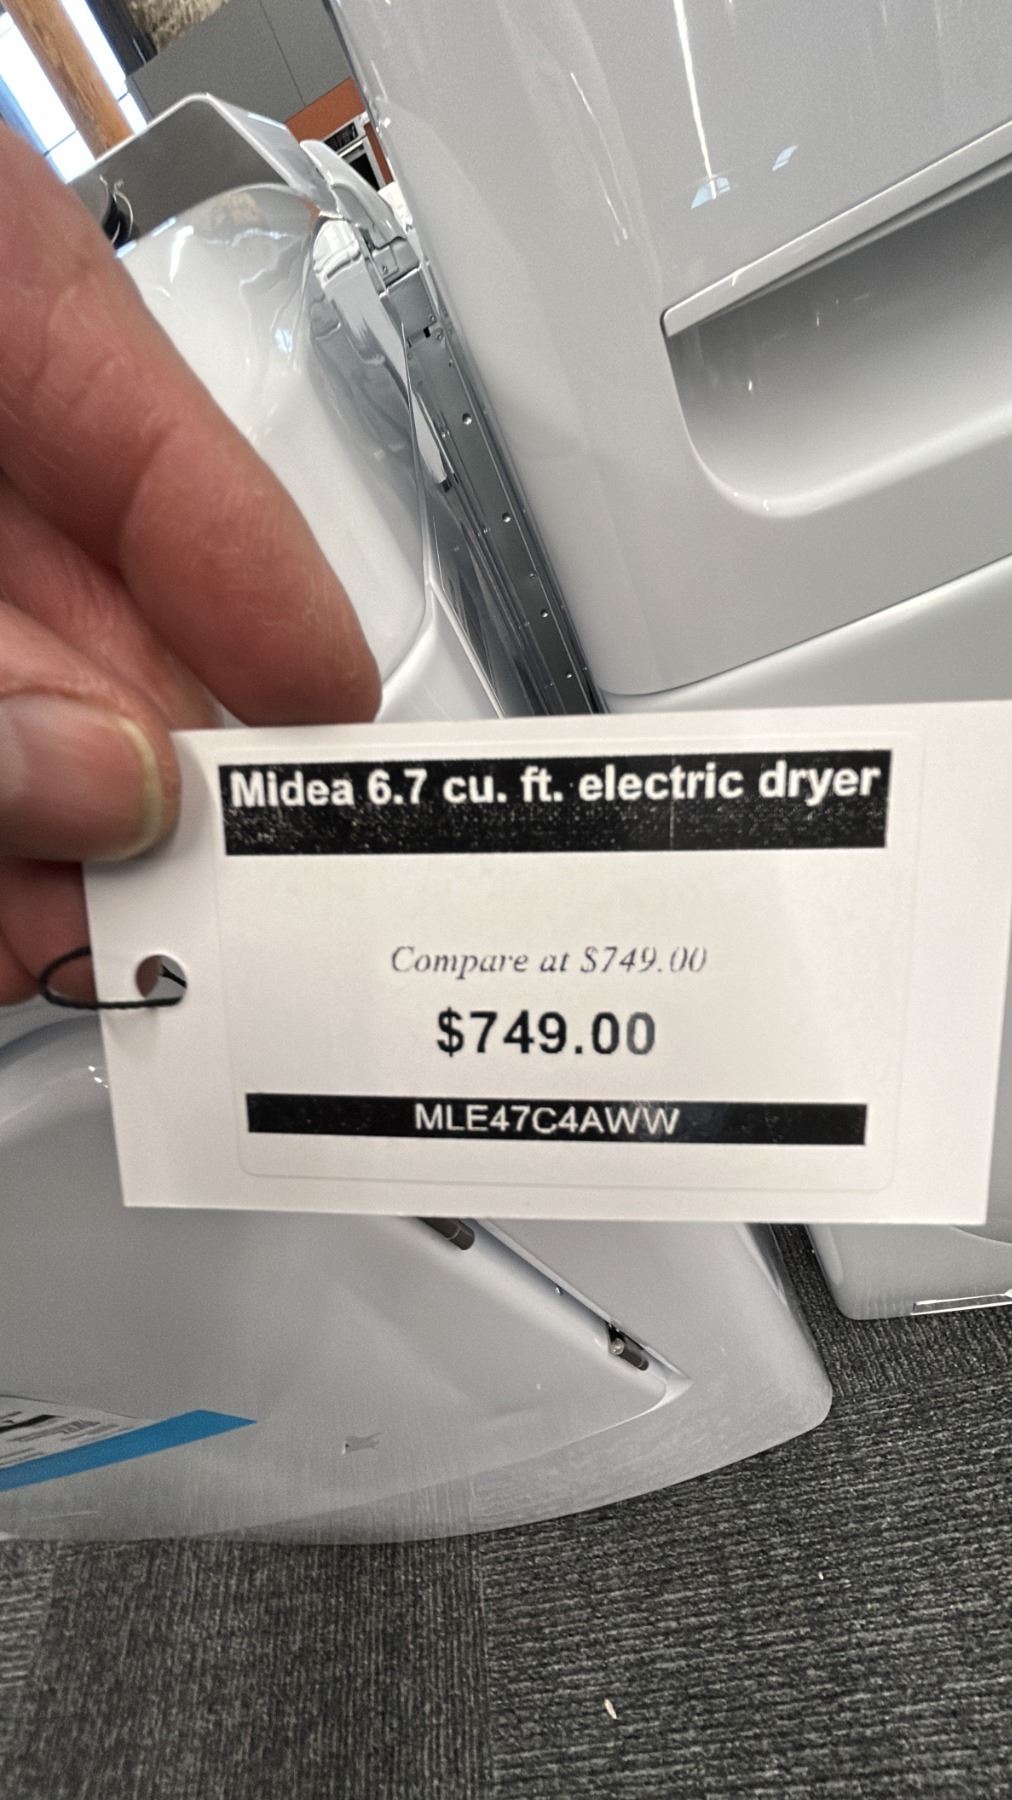 Midea 6.7 cu. ft. electric dryer
Compare at $749.00
$749.00
MLE47C4AWW